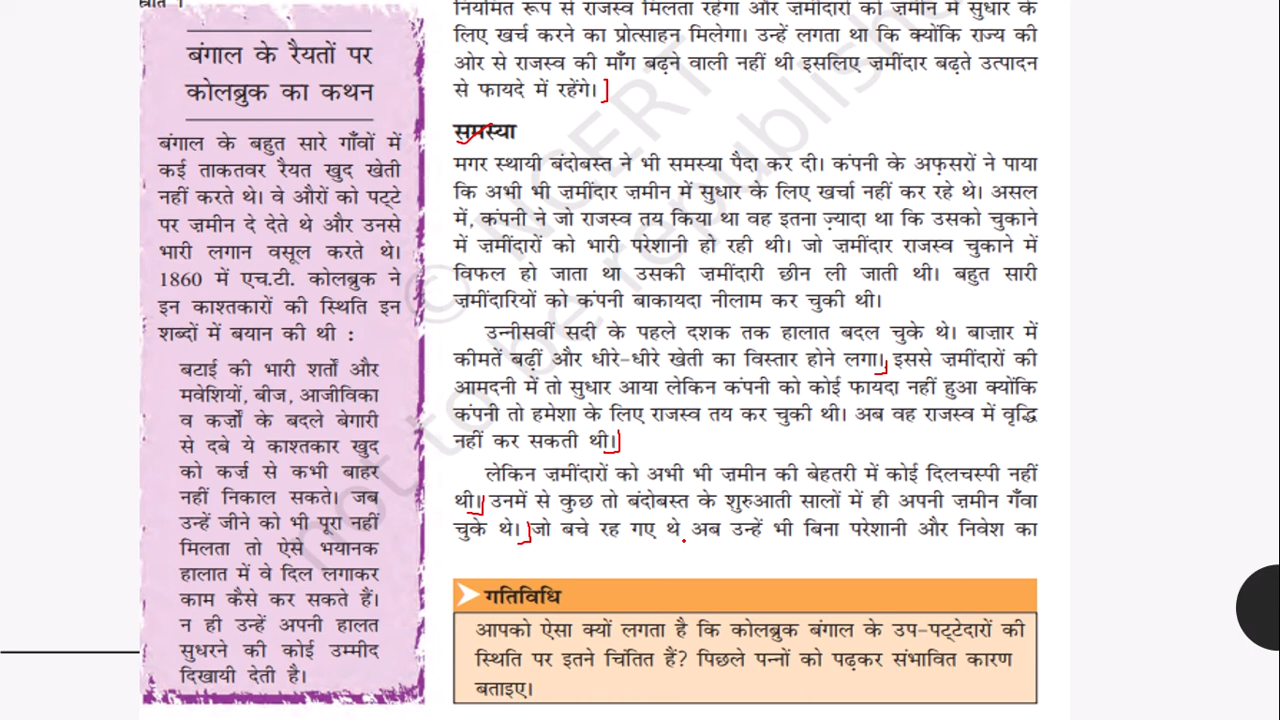 स्रोत 1
बंगाल के रैयतों पर
कोलब्रुक का कथन
बंगाल के बहुत सारे गाँवों में
कई ताकतवर रैयत खुद खेती
नहीं करते थे। वे औरों को पट्टे
पर ज़मीन दे देते थे और उनसे
भारी लगान वसूल करते थे।
1860 में एच.टी. कोलब्रुक ने
इन काश्तकारों की स्थिति इन
शब्दों में बयान की थी :
बटाई की भारी शर्तों और
मवेशियों, बीज, आजीविका
व कर्ज़ों के बदले बेगारी
से दबे ये काश्तकार खुद
को कर्ज़ से कभी बाहर
नहीं निकाल सकते। जब
उन्हें जीने को भी पूरा नहीं
मिलता तो ऐसे भयानक
हालात में वे दिल लगाकर
काम कैसे कर सकते हैं।
न ही उन्हें अपनी हालत
सुधरने की कोई उम्मीद
दिखायी देती है।
नियमित रूप से राजस्व मिलता रहेगा और ज़मींदारों को ज़मीन में सुधार के
लिए खर्च करने का प्रोत्साहन मिलेगा। उन्हें लगता था कि क्योंकि राज्य की
ओर से राजस्व की माँग बढ़ने वाली नहीं थी इसलिए ज़मींदार बढ़ते उत्पादन
से फायदे में रहेंगे।
समस्या
मगर स्थायी बंदोबस्त ने भी समस्या पैदा कर दी। कंपनी के अफ़सरों ने पाया
कि अभी भी ज़मींदार ज़मीन में सुधार के लिए खर्चा नहीं कर रहे थे। असल
में, कंपनी ने जो राजस्व तय किया था वह इतना ज़्यादा था कि उसको चुकाने
में ज़मींदारों को भारी परेशानी हो रही थी। जो ज़मींदार राजस्व चुकाने में
विफल हो जाता था उसकी ज़मींदारी छीन ली जाती थी। बहुत सारी
ज़मींदारियों को कंपनी बाकायदा नीलाम कर चुकी थी।
उन्नीसवीं सदी के पहले दशक तक हालात बदल चुके थे। बाज़ार में
कीमतें बढ़ीं और धीरे-धीरे खेती का विस्तार होने लगा। इससे ज़मींदारों की
आमदनी में तो सुधार आया लेकिन कंपनी को कोई फायदा नहीं हुआ क्योंकि
कंपनी तो हमेशा के लिए राजस्व तय कर चुकी थी। अब वह राजस्व में वृद्धि
नहीं कर सकती थी।
लेकिन ज़मींदारों को अभी भी ज़मीन की बेहतरी में कोई दिलचस्पी नहीं
थी। उनमें से कुछ तो बंदोबस्त के शुरुआती सालों में ही अपनी ज़मीन गँवा
चुके थे। जो बचे रह गए थे अब उन्हें भी बिना परेशानी और निवेश का
गतिविधि
आपको ऐसा क्यों लगता है कि कोलब्रुक बंगाल के उप-पट्टेदारों की
स्थिति पर इतने चिंतित हैं? पिछले पन्नों को पढ़कर संभावित कारण
बताइए।
© NCERT
not to be republished